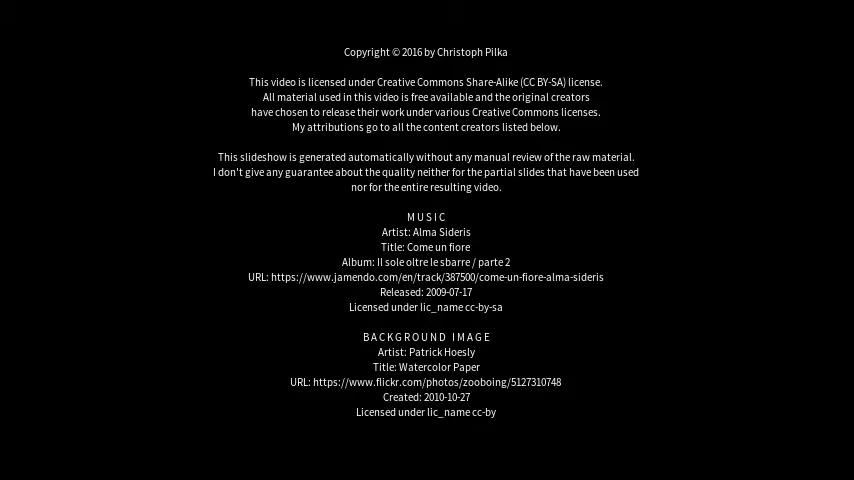 Copyright © 2016 by Christoph Pilka
This video is licensed under Creative Commons Share-Alike (CC BY-SA) license.
All material used in this video is free available and the original creators
have chosen to release their work under various Creative Commons licenses.
My attributions go to all the content creators listed below.
This slideshow is generated automatically without any manual review of the raw material.
I don't give any guarantee about the quality neither for the partial slides that have been used
nor for the entire resulting video.
MUSIC
Artist: Alma Sideris
Title: Come un fiore
Album: Il sole oltre le sbarre / parte 2
URL: https://www.jamendo.com/en/track/387500/come-un-fiore-alma-sideris
Released: 2009-07-17
Licensed under lic_name cc-by-sa
BACKGROUND IMAGE
Artist: Patrick Hoesly
Title: Watercolor Paper
URL: https://www.flickr.com/photos/zooboing/5127310748
Created: 2010-10-27
Licensed under lic_name cc-by